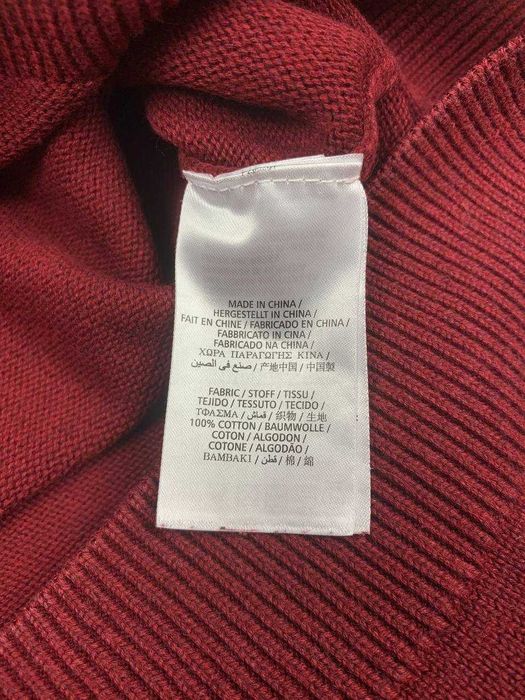 MADE IN CHINA /
HERGESTELLT IN CHINA /
FAIT EN CHINE / FABRICADO EN CHINA /
FABBRICATO IN CINA /
FABRICADO NA CHINA /
ΧΩΡΑ ΠΑΡΑΓΩΓΗΣ ΚΙΝΑ /
صنع في الصين / 产地中国 / 中国製
FABRIC / STOFF / TISSU /
TEJIDO / TESSUTO / TECIDO /
ΤΦΑΣΜΑ / قماش / 织物 / 生地
100% COTTON / BAUMWOLLE /
COTON / ALGODON /
COTONE / ALGODÃO /
ΒΑΜΒΑΚΙ / قطن / 棉 / 綿